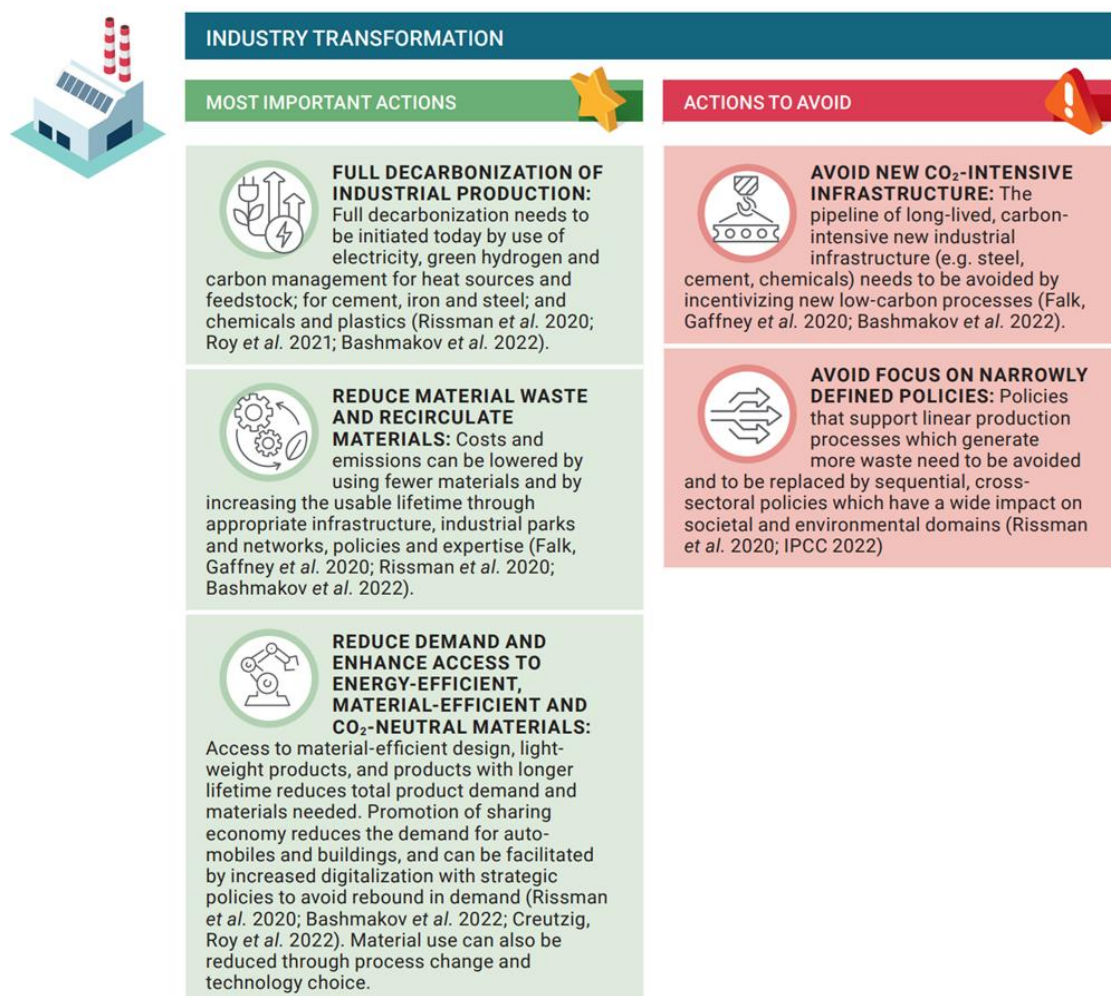 INDUSTRY TRANSFORMATION
MOST IMPORTANT ACTIONS
FULL DECARBONIZATION OF
INDUSTRIAL PRODUCTION:
Full decarbonization needs to
be initiated today by use of
electricity, green hydrogen and
carbon management for heat sources and
feedstock; for cement, iron and steel; and
chemicals and plastics (Rissman et al. 2020;
Roy et al. 2021; Bashmakov et al. 2022).
REDUCE MATERIAL WASTE
AND RECIRCULATE
MATERIALS: Costs and
emissions can be lowered by
using fewer materials and by
increasing the usable lifetime through
appropriate infrastructure, industrial parks
and networks, policies and expertise (Falk,
Gaffney et al. 2020; Rissman et al. 2020;
Bashmakov et al. 2022).
REDUCE DEMAND AND
ENHANCE ACCESS TO
ENERGY-EFFICIENT,
MATERIAL-EFFICIENT AND
CO₂-NEUTRAL MATERIALS:
Access to material-efficient design, light-
weight products, and products with longer
lifetime reduces total product demand and
materials needed. Promotion of sharing
economy reduces the demand for auto-
mobiles and buildings, and can be facilitated
by increased digitalization with strategic
policies to avoid rebound in demand (Rissman
et al. 2020; Bashmakov et al. 2022; Creutzig,
Roy et al. 2022). Material use can also be
reduced through process change and
technology choice.
ACTIONS TO AVOID
AVOID NEW CO₂-INTENSIVE
INFRASTRUCTURE: The
pipeline of long-lived, carbon-
intensive new industrial
infrastructure (e.g. steel,
cement, chemicals) needs to be avoided by
incentivizing new low-carbon processes (Falk,
Gaffney et al. 2020; Bashmakov et al. 2022).
AVOID FOCUS ON NARROWLY
DEFINED POLICIES: Policies
that support linear production
processes which generate
more waste need to be avoided
and to be replaced by sequential, cross-
sectoral policies which have a wide impact on
societal and environmental domains (Rissman
et al. 2020; IPCC 2022)